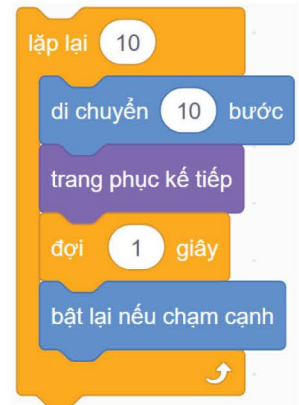 lặp lại 10
di chuyển 10 bước
trang phục kế tiếp
đợi 1 giây
bật lại nếu chạm cạnh